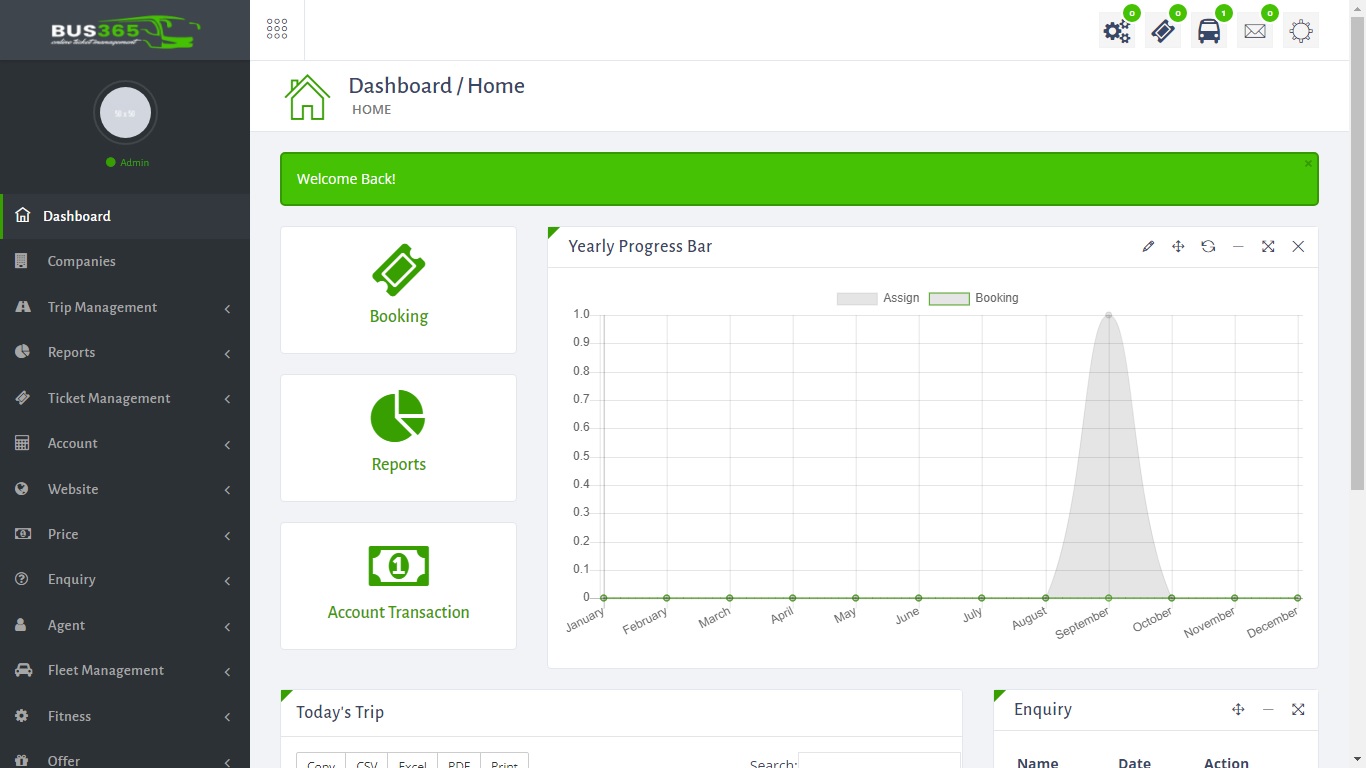 BUS365
online ticket management
Admin
Dashboard
Companies
Trip Management
Reports
Ticket Management
Account
Website
Price
Enquiry
Agent
Fleet Management
Fitness
Offer
0
0
1
0
Dashboard / Home
HOME
Welcome Back!
×
Booking
Reports
1
Account Transaction
Yearly Progress Bar
Assign
Booking
1.0
0.9
0.8
0.7
0.6
0.5
0.4
0.3
0.2
0.1
0
January
February
March
April
May
June
July
August
September
October
November
December
Today's Trip
Copy
CSV
Excel
PDF
Print
Search:
Enquiry
Name
Date
Action